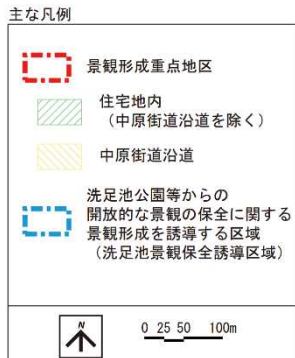 主な凡例
景観形成重点地区
住宅地内
（中原街道沿道を除く）
中原街道沿道
洗足池公園等からの
開放的な景観の保全に関する
景観形成を誘導する区域
（洗足池景観保全誘導区域）
N
0 25 50 100m